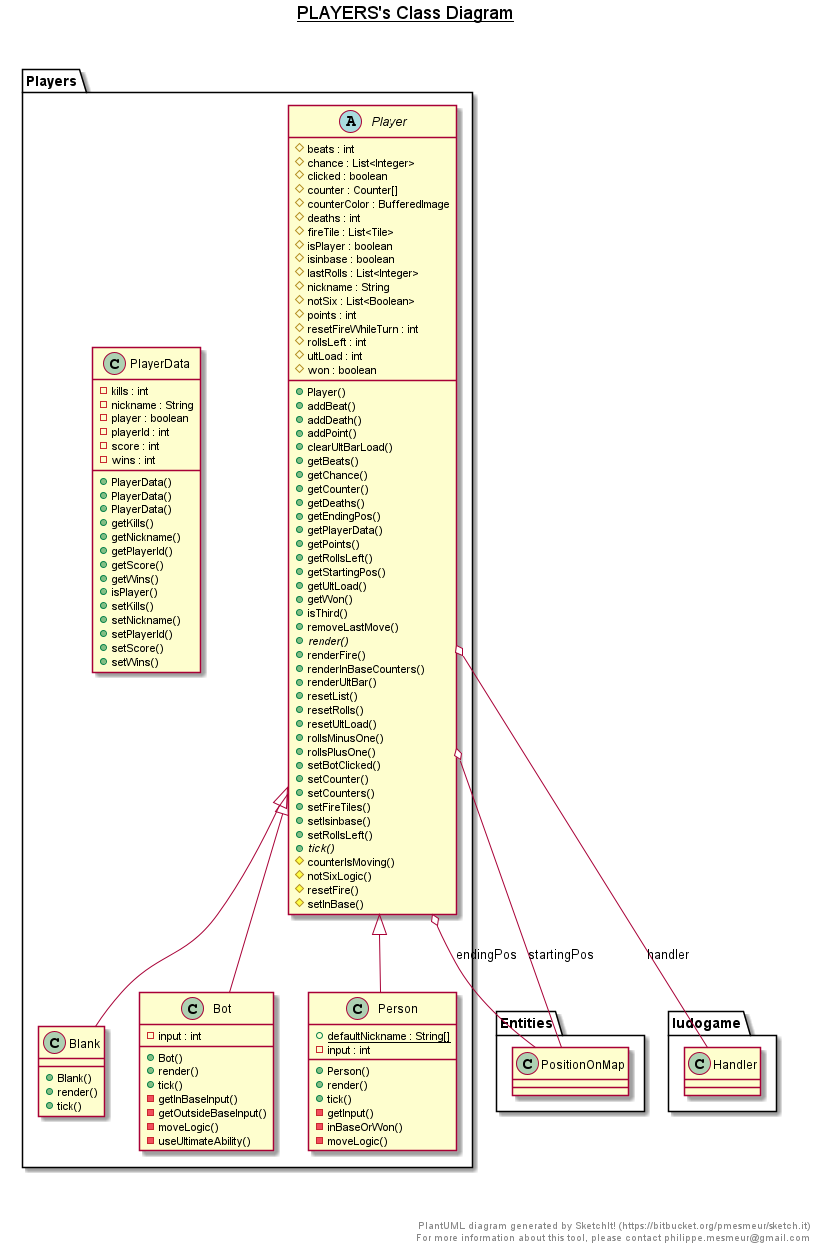 PLAYERS's Class Diagram
Players
A Player
beats : int
chance : List<Integer>
clicked : boolean
counter : Counter[]
counterColor : BufferedImage
deaths : int
fireTile : List<Tile>
isPlayer : boolean
isinbase : boolean
lastRolls : List<Integer>
nickname : String
notSix : List<Boolean>
points : int
resetFireWhileTurn : int
rollsLeft : int
ultLoad : int
won : boolean
Player()
addBeat()
addDeath()
addPoint()
clearUltBarLoad()
getBeats()
getChance()
getCounter()
getDeaths()
getEndingPos()
getPlayerData()
getPoints()
getRollsLeft()
getStartingPos()
getUltLoad()
getWon()
isThird()
removeLastMove()
render()
renderFire()
renderInBaseCounters()
renderUltBar()
resetList()
resetRolls()
resetUltLoad()
rollsMinusOne()
rollsPlusOne()
setBotClicked()
setCounter()
setCounters()
setFireTiles()
setIsinbase()
setRollsLeft()
tick()
counterIsMoving()
notSixLogic()
resetFire()
setInBase()
C PlayerData
kills : int
nickname : String
player : boolean
playerId : int
score : int
wins : int
PlayerData()
PlayerData()
PlayerData()
getKills()
getNickname()
getPlayerId()
getScore()
getWins()
isPlayer()
setKills()
setNickname()
setPlayerId()
setScore()
setWins()
endingPos
startingPos
handler
C Blank
Blank()
render()
tick()
C Bot
input : int
Bot()
render()
tick()
getInBaseInput()
getOutsideBaseInput()
moveLogic()
useUltimateAbility()
C Person
defaultNickname : String[]
input : int
Person()
render()
tick()
getInput()
inBaseOrWon()
moveLogic()
Entities
C PositionOnMap
ludogame
C Handler
PlantUML diagram generated by SketchIt! (https://bitbucket.org/pmesmeur/sketch.it)
For more information about this tool, please contact philippe.mesmeur@gmail.com